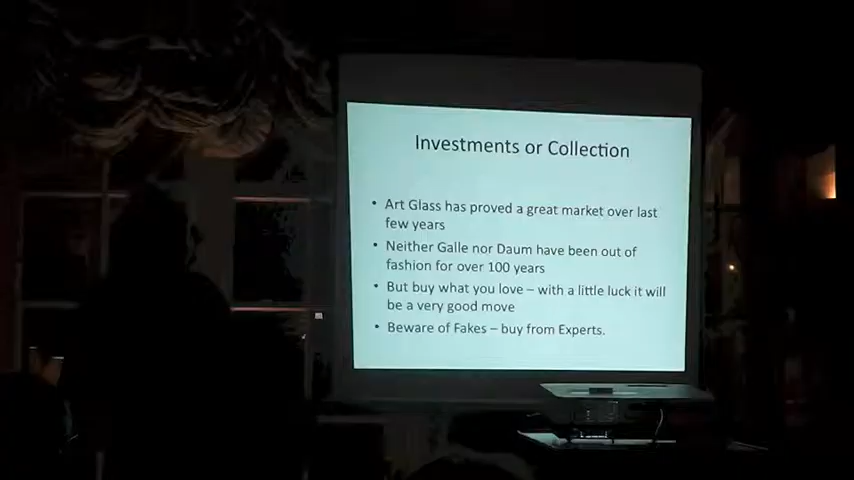 Investments or Collection
• Art Glass has proved a great market over last
few years
• Neither Galle nor Daum have been out of
fashion for over 100 years
• But buy what you love – with a little luck it will
be a very good move
• Beware of Fakes – buy from Experts.